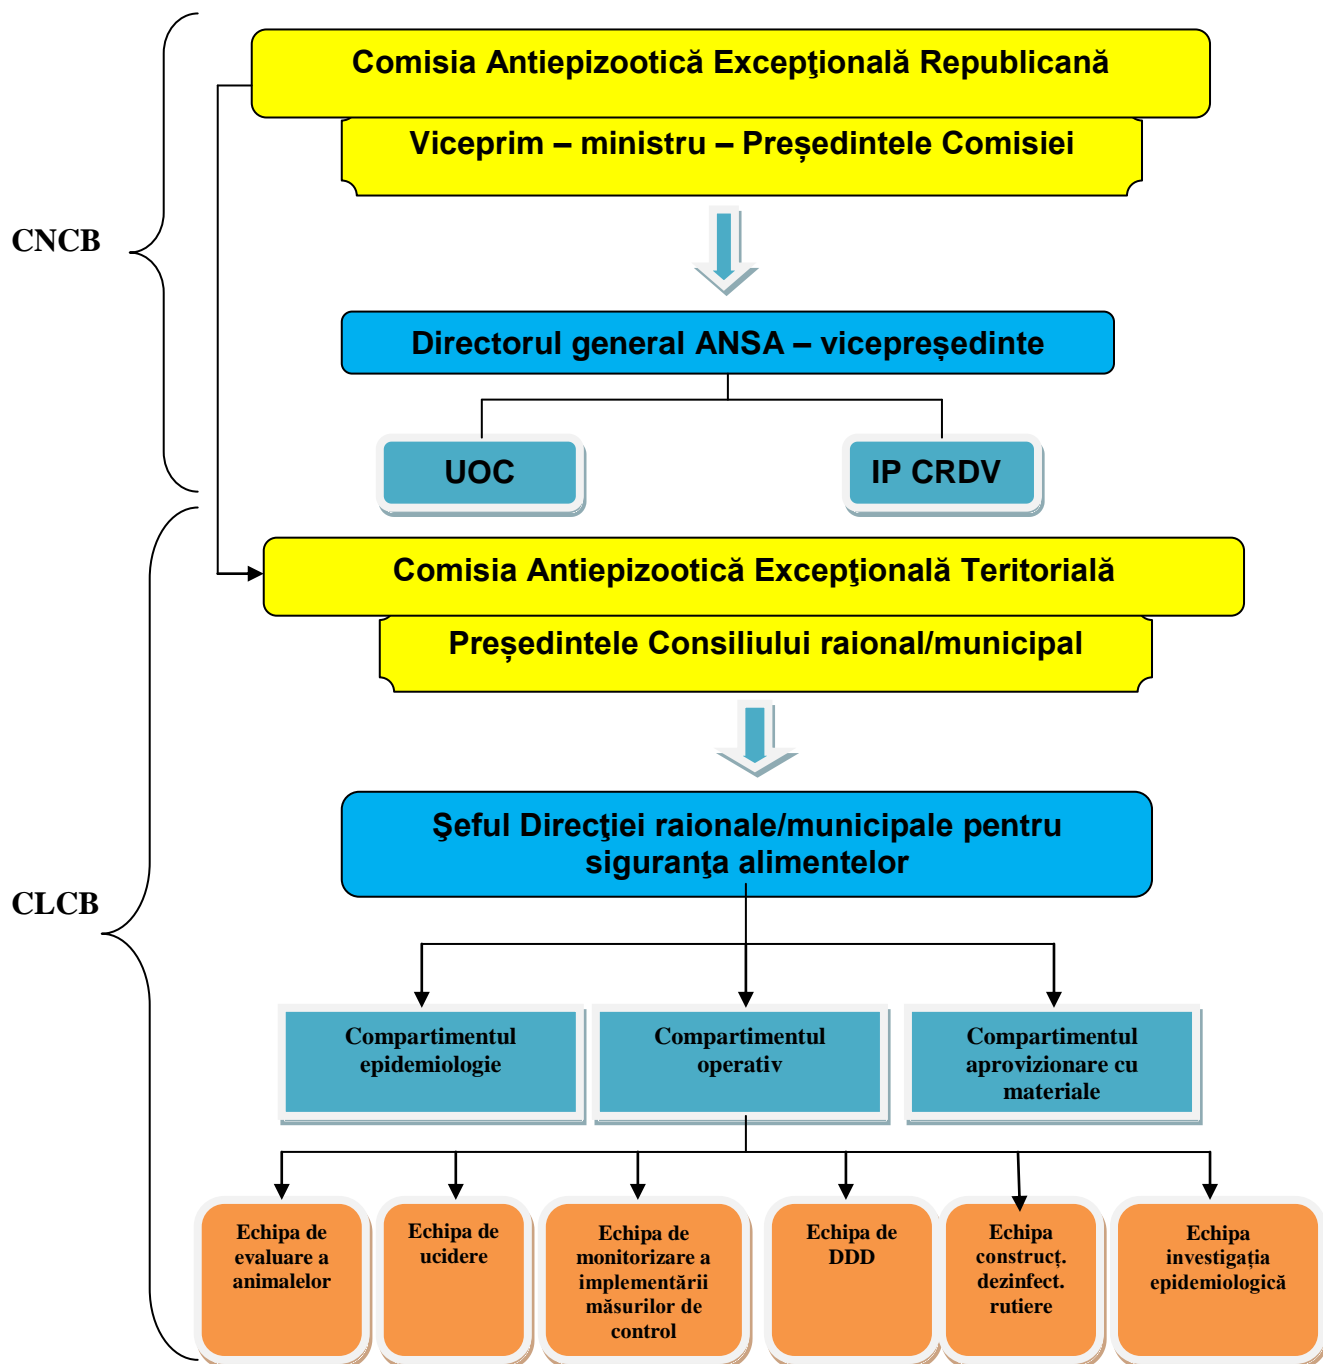 Comisia Antiepizootică Excepţională Republicană
Viceprim – ministru – Președintele Comisiei
CNCB
Directorul general ANSA – vicepreședinte
UOC
IP CRDV
Comisia Antiepizootică Excepţională Teritorială
Președintele Consiliului raional/municipal
Şeful Direcţiei raionale/municipale pentru
siguranţa alimentelor
CLCB
Compartimentul
epidemiologie
Compartimentul
operativ
Compartimentul
aprovizionare cu
materiale
Echipa de
evaluare a
animalelor
Echipa de
ucidere
Echipa de
monitorizare a
implementării
măsurilor de
control
Echipa de
DDD
Echipa
construcț.
dezinfect.
rutiere
Echipa
investigația
epidemiologică